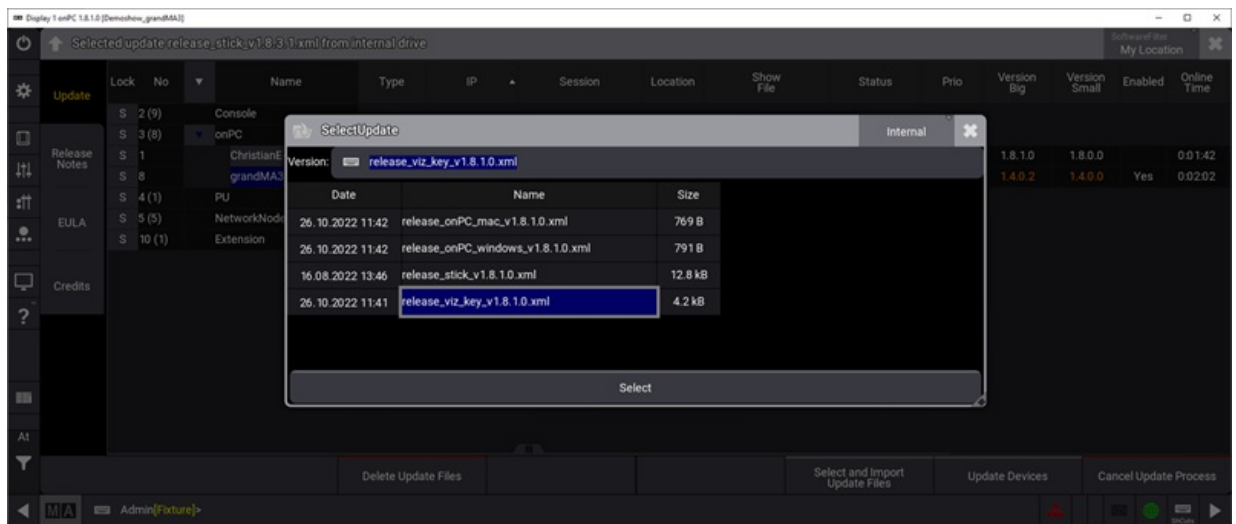 Display 1 onPC 1.8.1.0 [Demoshow_grandMA3]
Selected update release_stick_v1.8.3.1.xml from internal drive
SoftwareFilter
My Location
Lock No Name Type IP Session Location Show File Status Prio Version Big Version Small Enabled Online Time
Update
Release Notes
EULA
Credits
S 2 (9) Console
S 3 (8) onPC
S 1 ChristianE 1.8.1.0 1.8.0.0 0:01:42
S 8 grandMA3 1.4.0.2 1.4.0.0 Yes 0:02:02
S 4 (1) PU
S 5 (5) NetworkNode
S 10 (1) Extension
SelectUpdate Internal
Version: release_viz_key_v1.8.1.0.xml
Date Name Size
26.10.2022 11:42 release_onPC_mac_v1.8.1.0.xml 769 B
26.10.2022 11:42 release_onPC_windows_v1.8.1.0.xml 791 B
16.08.2022 13:46 release_stick_v1.8.1.0.xml 12.8 kB
26.10.2022 11:41 release_viz_key_v1.8.1.0.xml 4.2 kB
Select
?
At
Delete Update Files
Select and Import Update Files
Update Devices
Cancel Update Process
MA Admin[Fixture]>